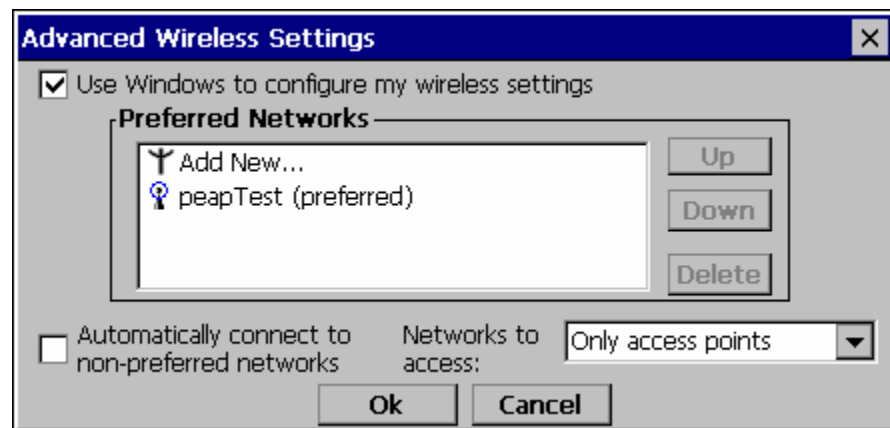 Advanced Wireless Settings
Use Windows to configure my wireless settings
Preferred Networks
Add New...
peapTest (preferred)
Up
Down
Delete
Automatically connect to
non-preferred networks
Networks to
access:
Only access points
Ok
Cancel